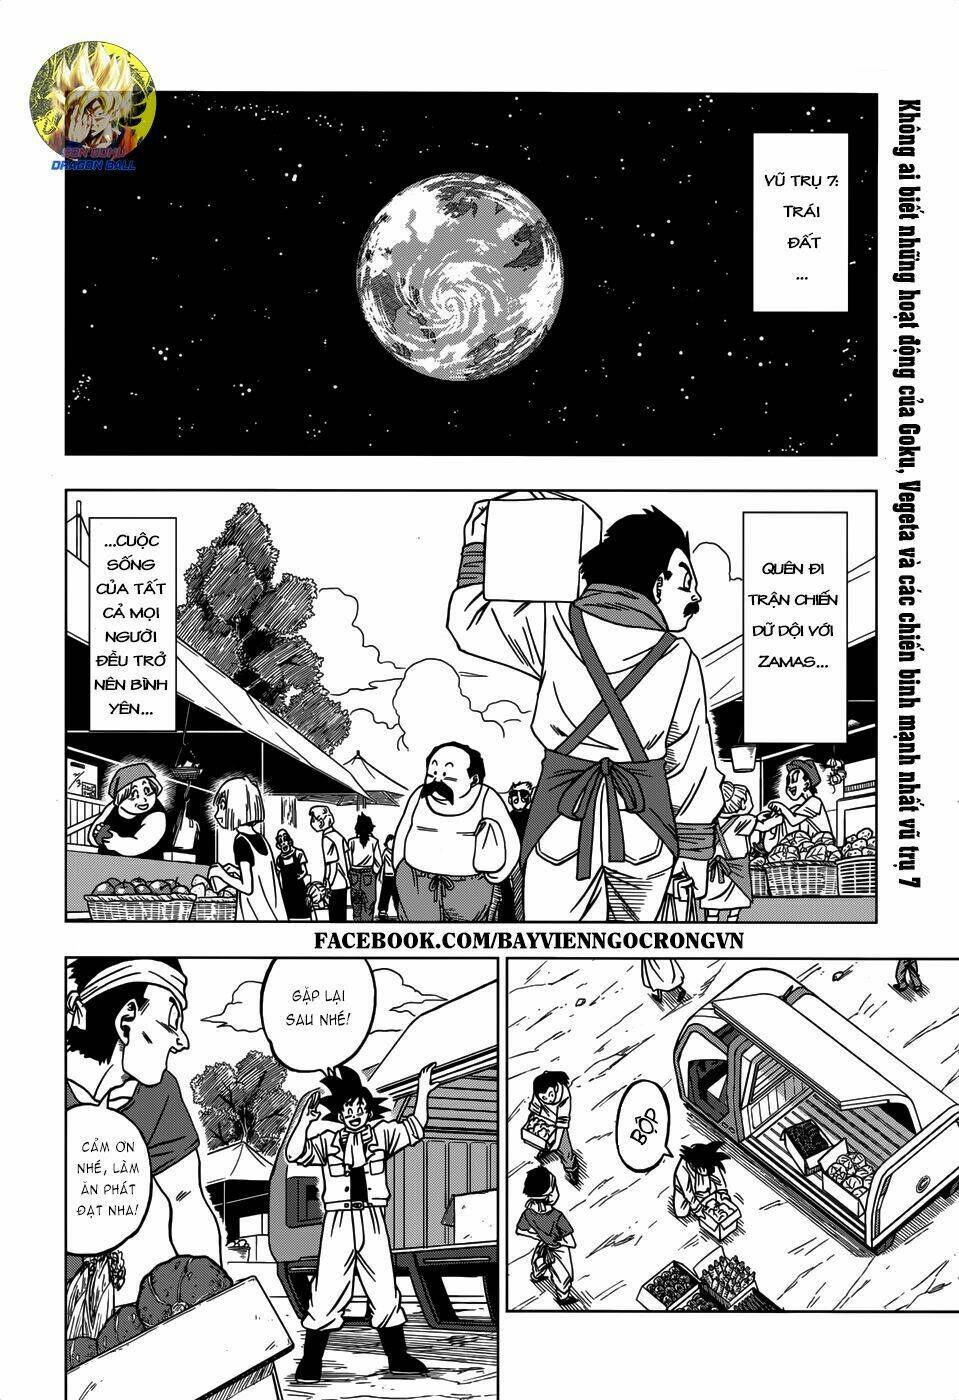 SON GOKU
DRAGON BALL
VŨ TRỤ 7:
TRÁI
ĐẤT
...
Không ai biết những hoạt động của Goku, Vegeta và các chiến binh mạnh nhất vũ trụ 7
QUÊN ĐI
TRẬN CHIẾN
DỮ DỘI VỚI
ZAMAS...
...CUỘC
SỐNG
CỦA TẤT
CẢ MỌI
NGƯỜI
ĐỀU TRỞ
NÊN BÌNH
YÊN...
FACEBOOK.COM/BAYVIENNGOCRONGVN
BỘP
GẶP LẠI
SAU NHÉ!
CẢM ƠN
NHÉ, LÀM
ĂN PHÁT
ĐẠT NHA!